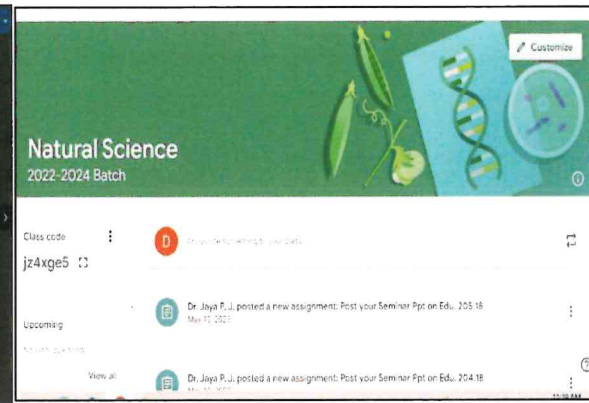 Customize
Natural Science
2022-2024 Batch
Class code
jz4xge5
D
Dr. Jaya P. J. posted a new assignment: Post your Seminar Ppt on Edu. 205.18
Upcoming
View all
Dr. Jaya P. J. posted a new assignment: Post your Seminar Ppt on Edu. 204.18